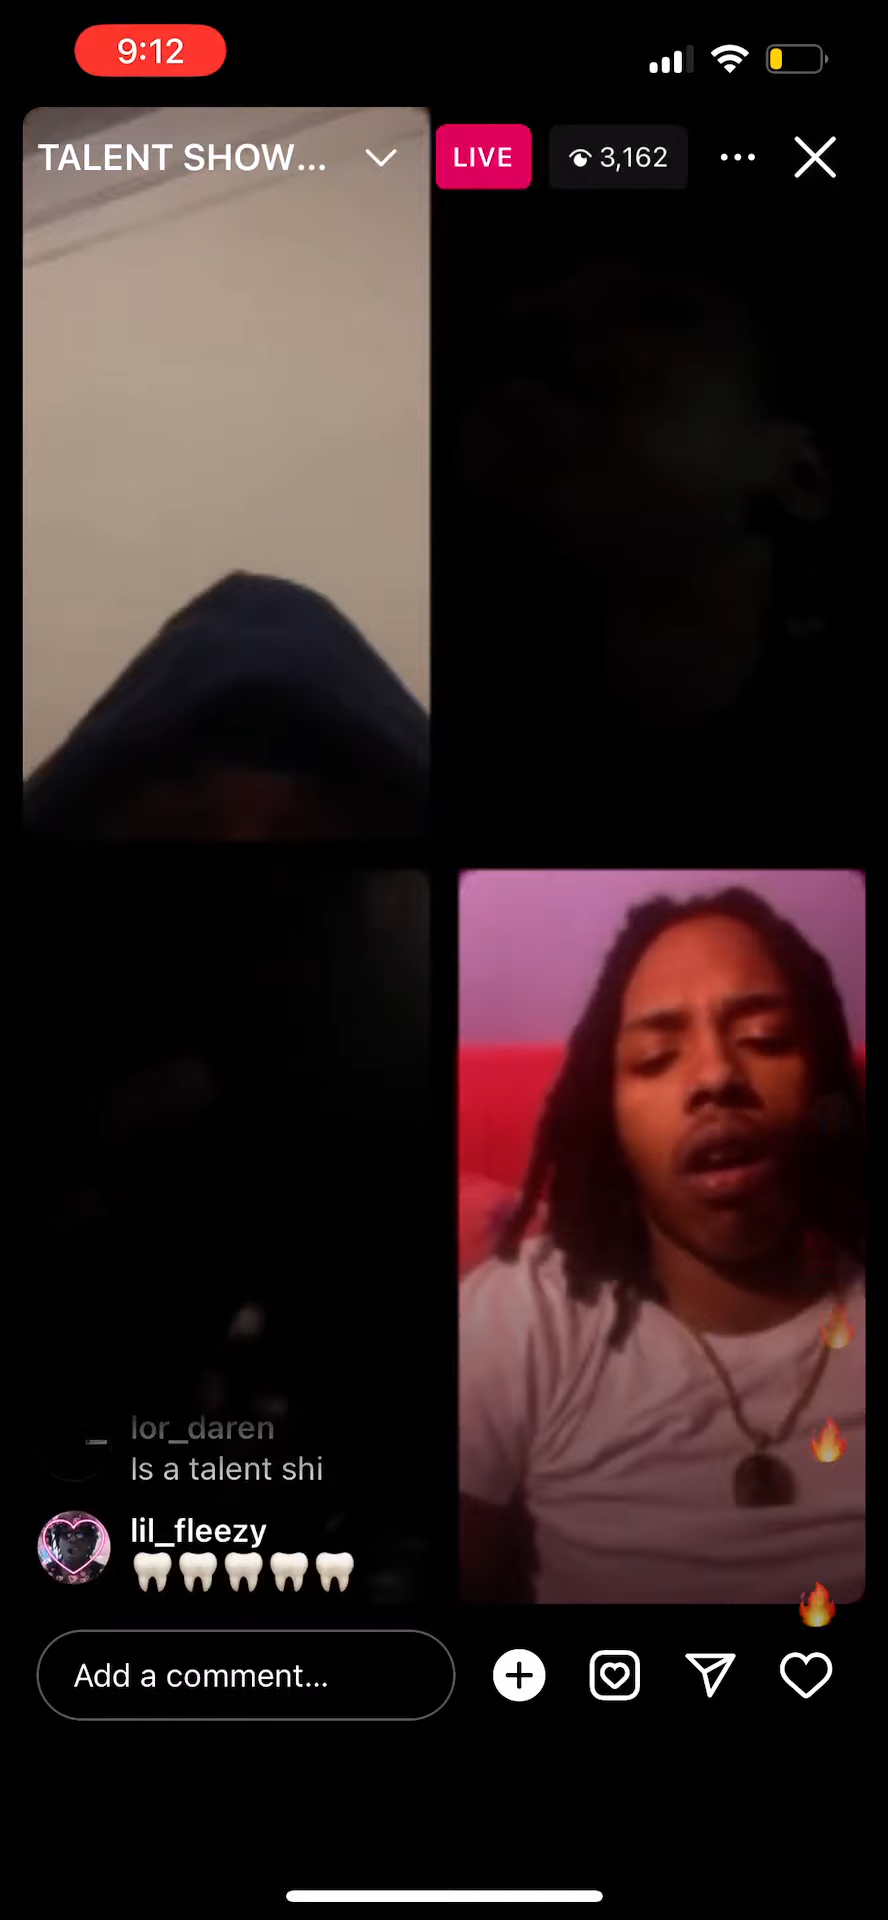 9:12
TALENT SHOW...
LIVE
3,162
lor_daren
Is a talent shi
lil_fleezy
Add a comment...